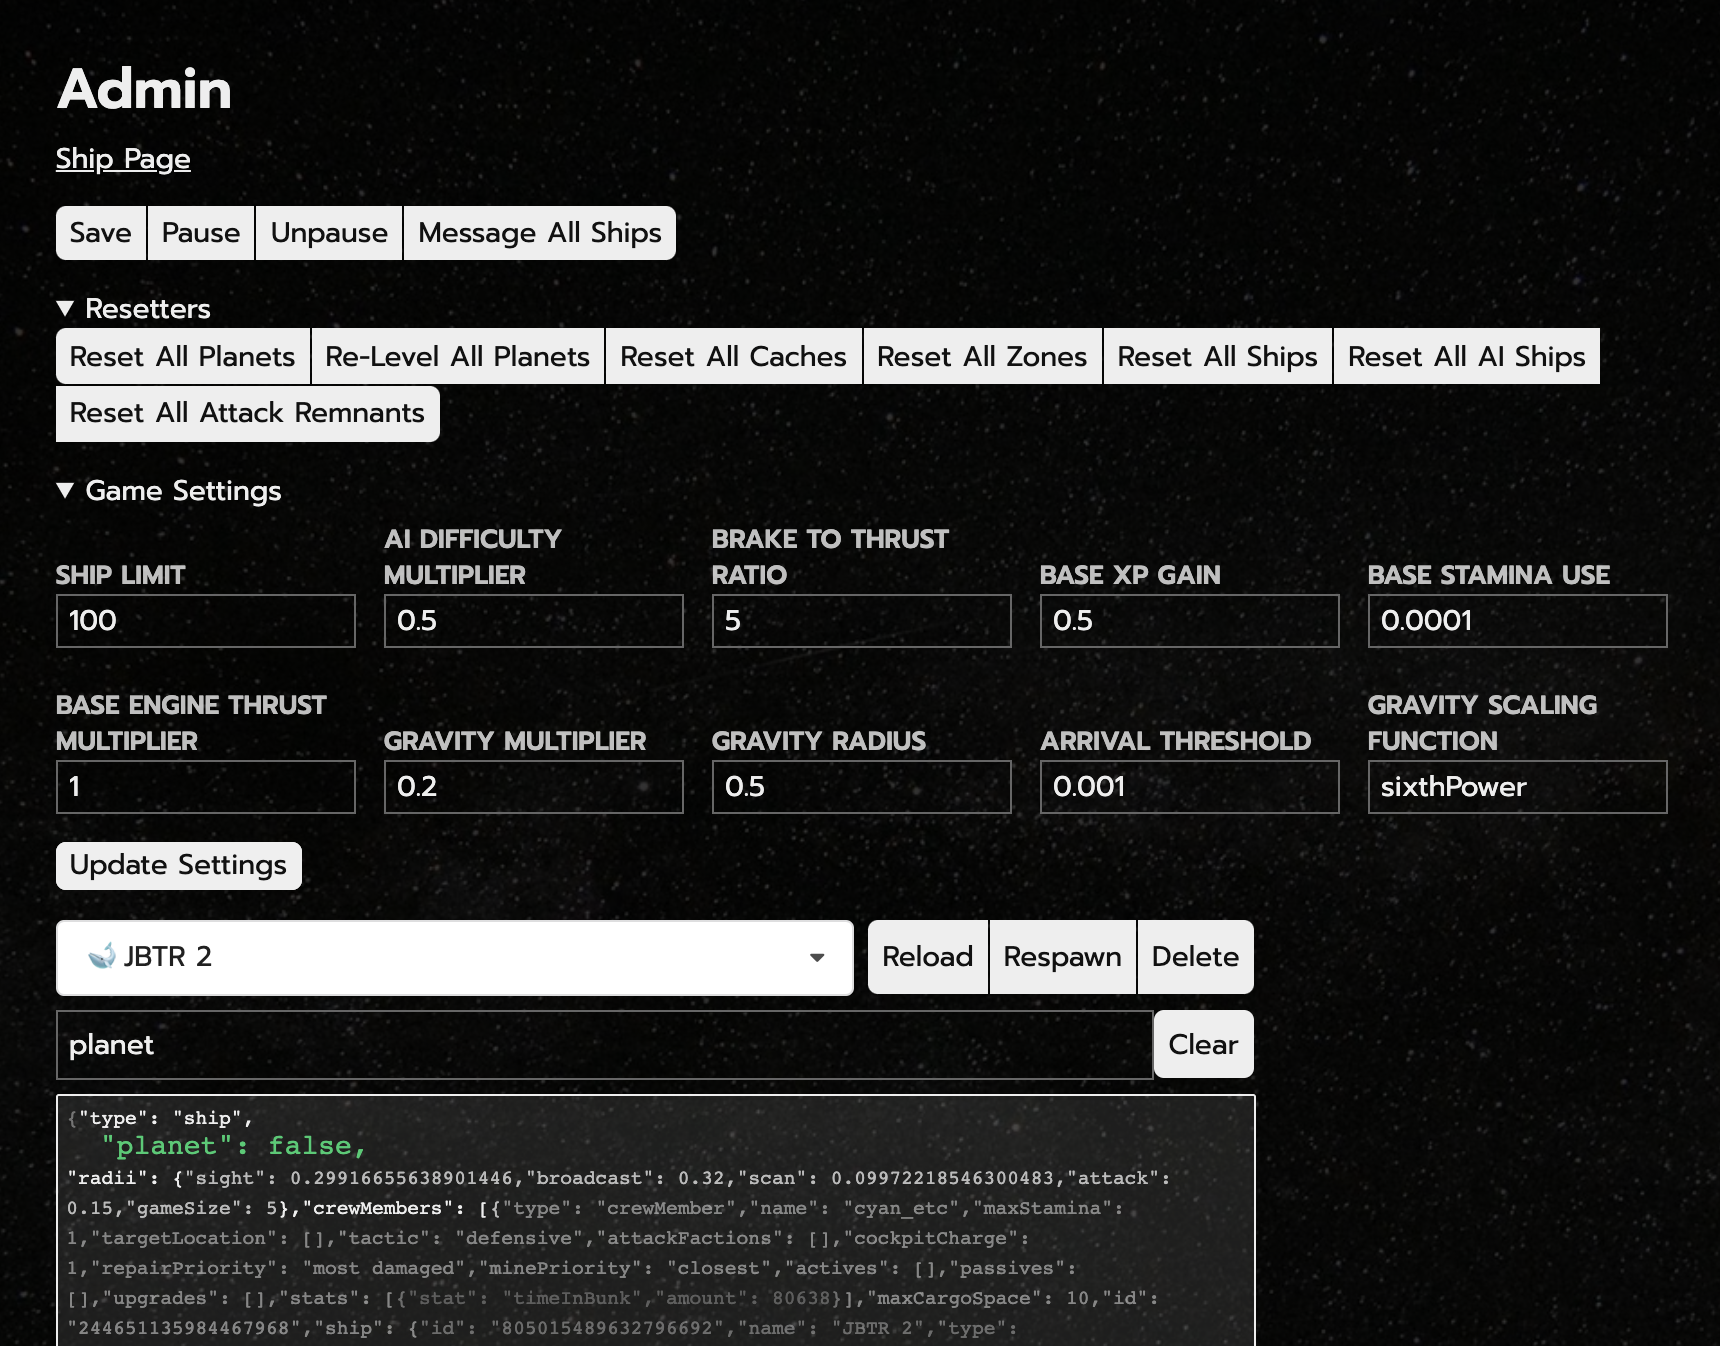 Admin
Ship Page
Save Pause Unpause Message All Ships
▼ Resetters
Reset All Planets Re-Level All Planets Reset All Caches Reset All Zones Reset All Ships Reset All AI Ships
Reset All Attack Remnants
▼ Game Settings
SHIP LIMIT
100
AI DIFFICULTY
MULTIPLIER
0.5
BRAKE TO THRUST
RATIO
5
BASE XP GAIN
0.5
BASE STAMINA USE
0.0001
BASE ENGINE THRUST
MULTIPLIER
1
GRAVITY MULTIPLIER
0.2
GRAVITY RADIUS
0.5
ARRIVAL THRESHOLD
0.001
GRAVITY SCALING
FUNCTION
sixthPower
Update Settings
🐋 JBTR 2 Reload Respawn Delete
planet Clear
{"type": "ship",
"planet": false,
"radii": {"sight": 0.29916655638901446,"broadcast": 0.32,"scan": 0.09972218546300483,"attack":
0.15,"gameSize": 5},"crewMembers": [{"type": "crewMember","name": "cyan_etc","maxStamina":
1,"targetLocation": [],"tactic": "defensive","attackFactions": [],"cockpitCharge":
1,"repairPriority": "most damaged","minePriority": "closest","actives": [],"passives":
[],"upgrades": [],"stats": [{"stat": "timeInBunk","amount": 80638}],"maxCargoSpace": 10,"id":
"244651135984467968","ship": {"id": "805015489632796692","name": "JBTR 2","type":